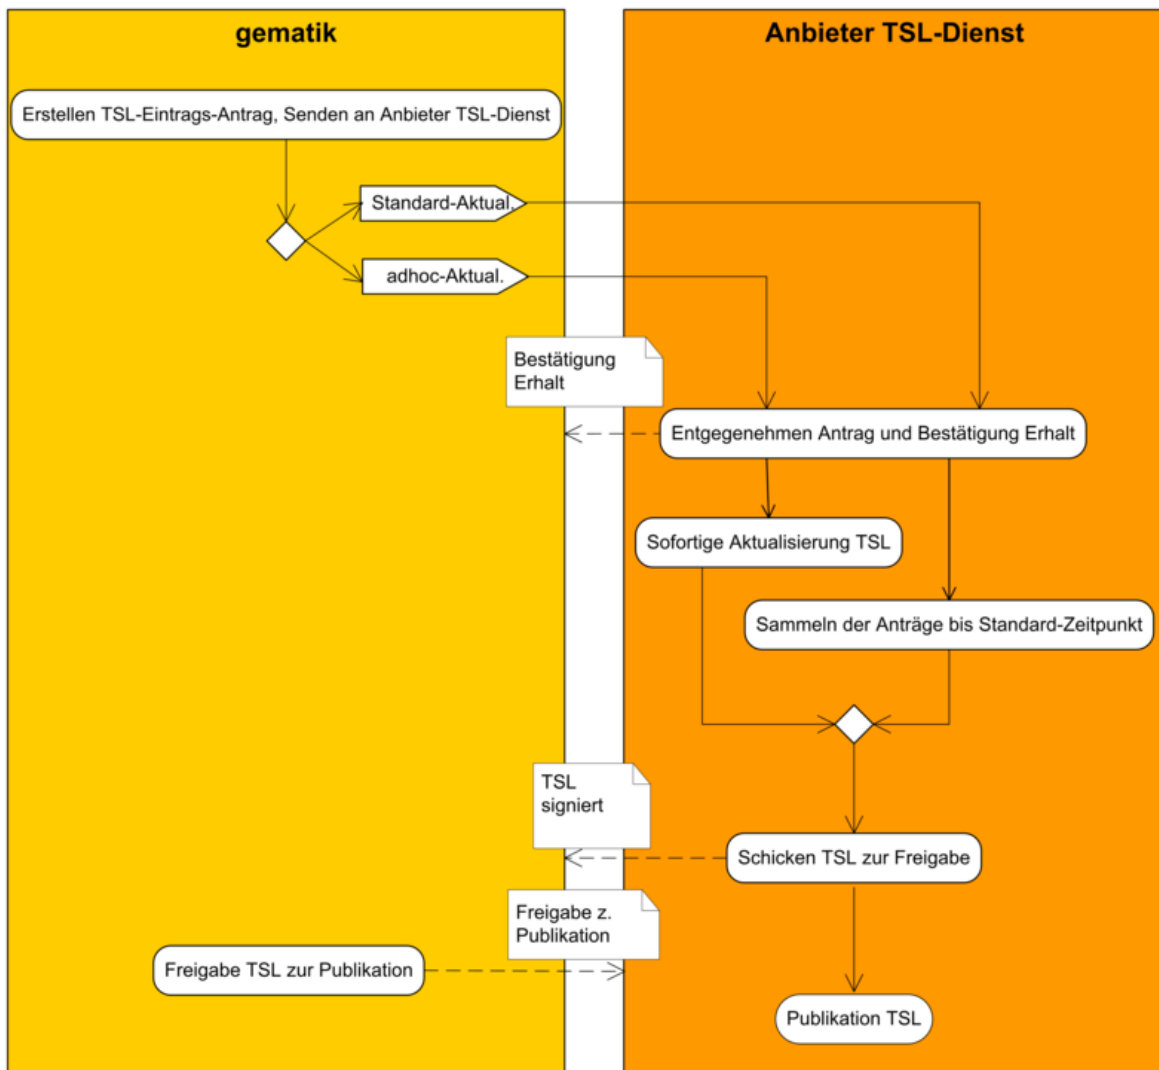 gematik
Anbieter TSL-Dienst
Erstellen TSL-Eintrags-Antrag, Senden an Anbieter TSL-Dienst
Standard-Aktual.
adhoc-Aktual.
Bestätigung
Erhalt
Entgegenehmen Antrag und Bestätigung Erhalt
Sofortige Aktualisierung TSL
Sammeln der Anträge bis Standard-Zeitpunkt
TSL
signiert
Schicken TSL zur Freigabe
Freigabe z.
Publikation
Freigabe TSL zur Publikation
Publikation TSL